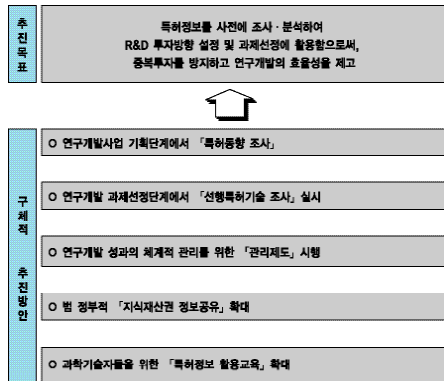 추진목표
특허정보를 사전에 조사·분석하여
R&D 투자방향 설정 및 과제선정에 활용함으로써,
중복투자를 방지하고 연구개발의 효율성을 제고
구체적 추진방안
O 연구개발사업 기획단계에서 「특허동향 조사」
O 연구개발 과제선정단계에서 「선행특허기술 조사」 실시
O 연구개발 성과의 체계적 관리를 위한 「관리제도」 시행
O 범 정부적 「지식재산권 정보공유」 확대
O 과학기술자들을 위한 「특허정보 활용교육」 확대